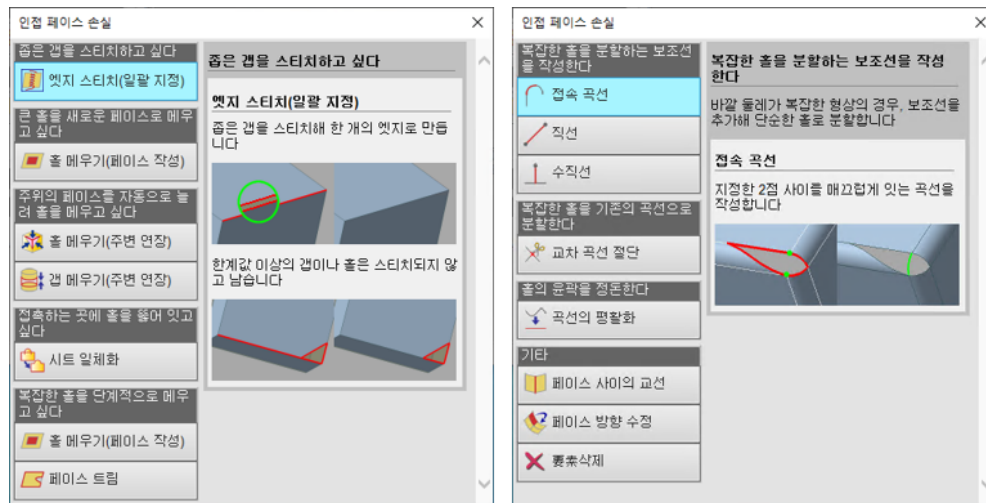 인접 페이스 손실
좁은 갭을 스티치하고 싶다
엣지 스티치(일괄 지정)
큰 홀을 새로운 페이스로 메우
고 싶다
홀 메우기(페이스 작성)
주위의 페이스를 자동으로 늘
려 홀을 메우고 싶다
홀 메우기(주변 연장)
갭 메우기(주변 연장)
접촉하는 곳에 홀을 뚫어 잇고
싶다
시트 일체화
복잡한 홀을 단계적으로 메우
고 싶다
홀 메우기(페이스 작성)
페이스 트림
좁은 갭을 스티치하고 싶다
엣지 스티치(일괄 지정)
좁은 갭을 스티치해 한 개의 엣지로 만듭
니다
한계값 이상의 갭이나 홀은 스티치되지 않
고 남습니다
인접 페이스 손실
복잡한 홀을 분할하는 보조선
을 작성한다
접속 곡선
직선
수직선
복잡한 홀을 기존의 곡선으로
분할한다
교차 곡선 절단
홀의 윤곽을 정돈한다
곡선의 평활화
기타
페이스 사이의 교선
페이스 방향 수정
要素삭제
복잡한 홀을 분할하는 보조선을 작성
한다
바깥 둘레가 복잡한 형상의 경우, 보조선을
추가해 단순한 홀로 분할합니다
접속 곡선
지정한 2점 사이를 매끄럽게 잇는 곡선을
작성합니다